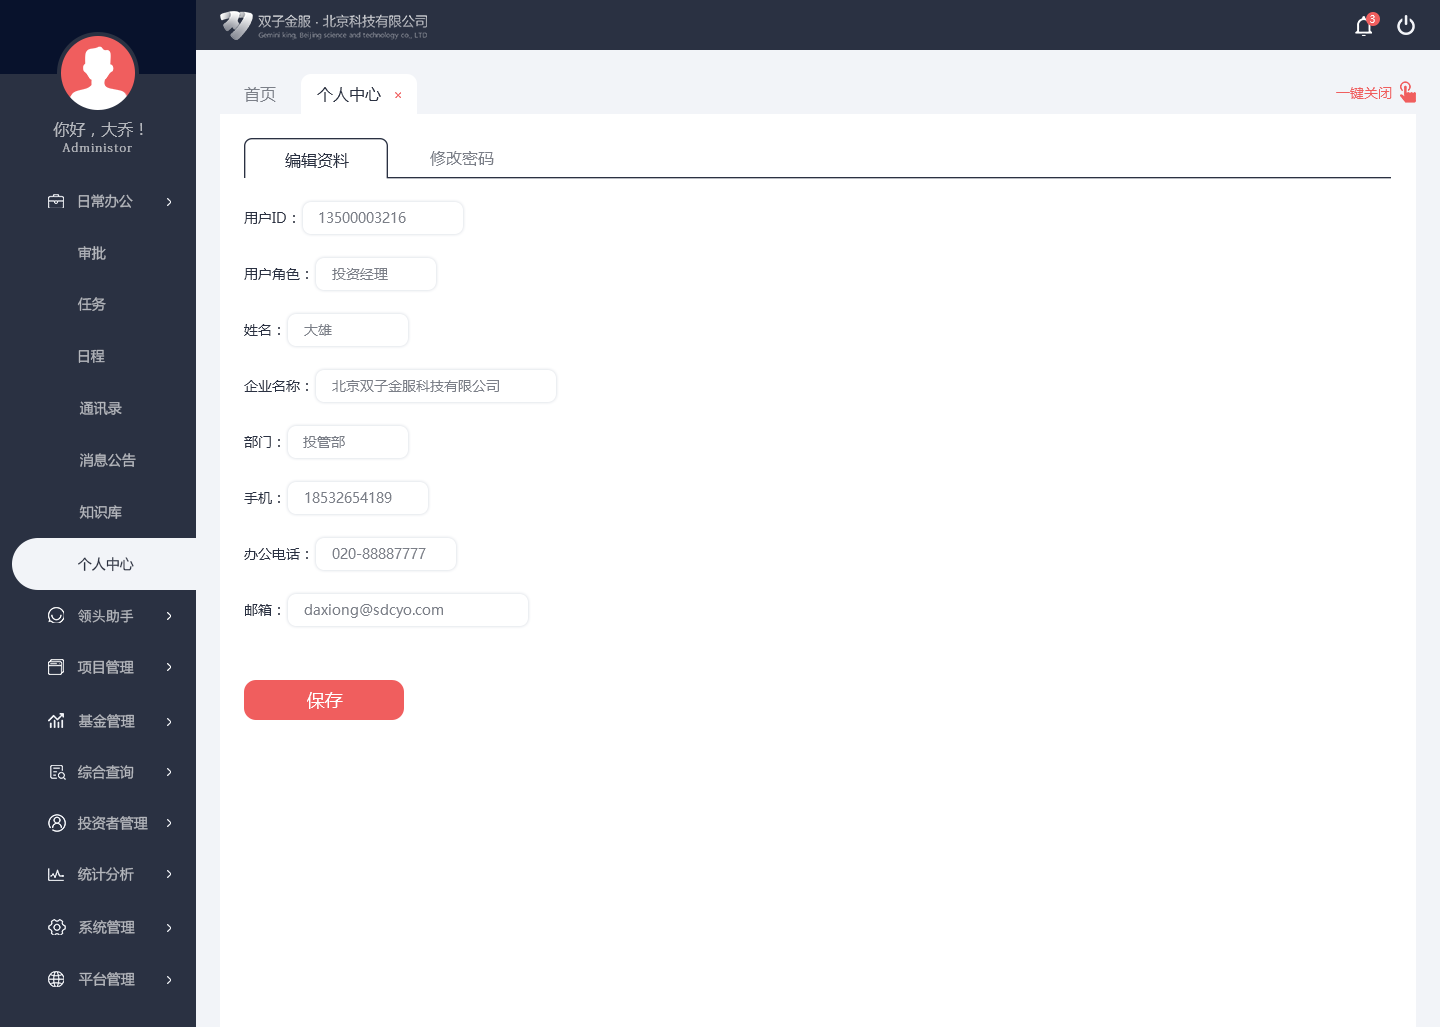 双子金服·北京科技有限公司
Gemini king, Beijing science and technology co., LTD
3
你好，大乔！
Administor
日常办公
审批
任务
日程
通讯录
消息公告
知识库
个人中心
领头助手
项目管理
基金管理
综合查询
投资者管理
统计分析
系统管理
平台管理
首页 个人中心 ×
一键关闭
编辑资料 修改密码
用户ID： 13500003216
用户角色： 投资经理
姓名： 大雄
企业名称： 北京双子金服科技有限公司
部门： 投管部
手机： 18532654189
办公电话： 020-88887777
邮箱： daxiong@sdcyo.com
保存